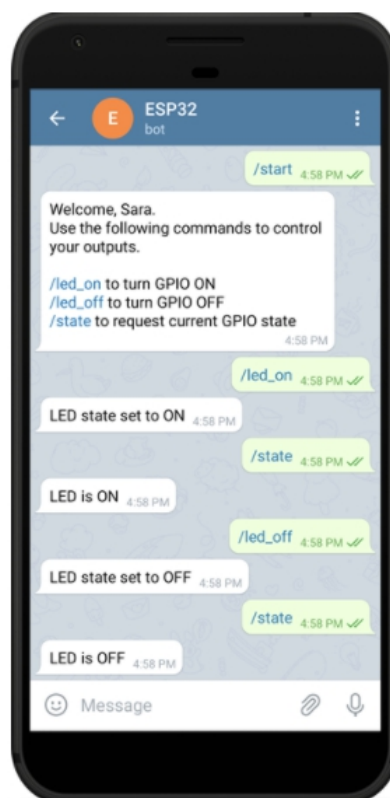 E
ESP32
bot
/start 4:58 PM
Welcome, Sara.
Use the following commands to control
your outputs.
/led_on to turn GPIO ON
/led_off to turn GPIO OFF
/state to request current GPIO state
4:58 PM
/led_on 4:58 PM
LED state set to ON 4:58 PM
/state 4:58 PM
LED is ON 4:58 PM
/led_off 4:58 PM
LED state set to OFF 4:58 PM
/state 4:58 PM
LED is OFF 4:58 PM
Message